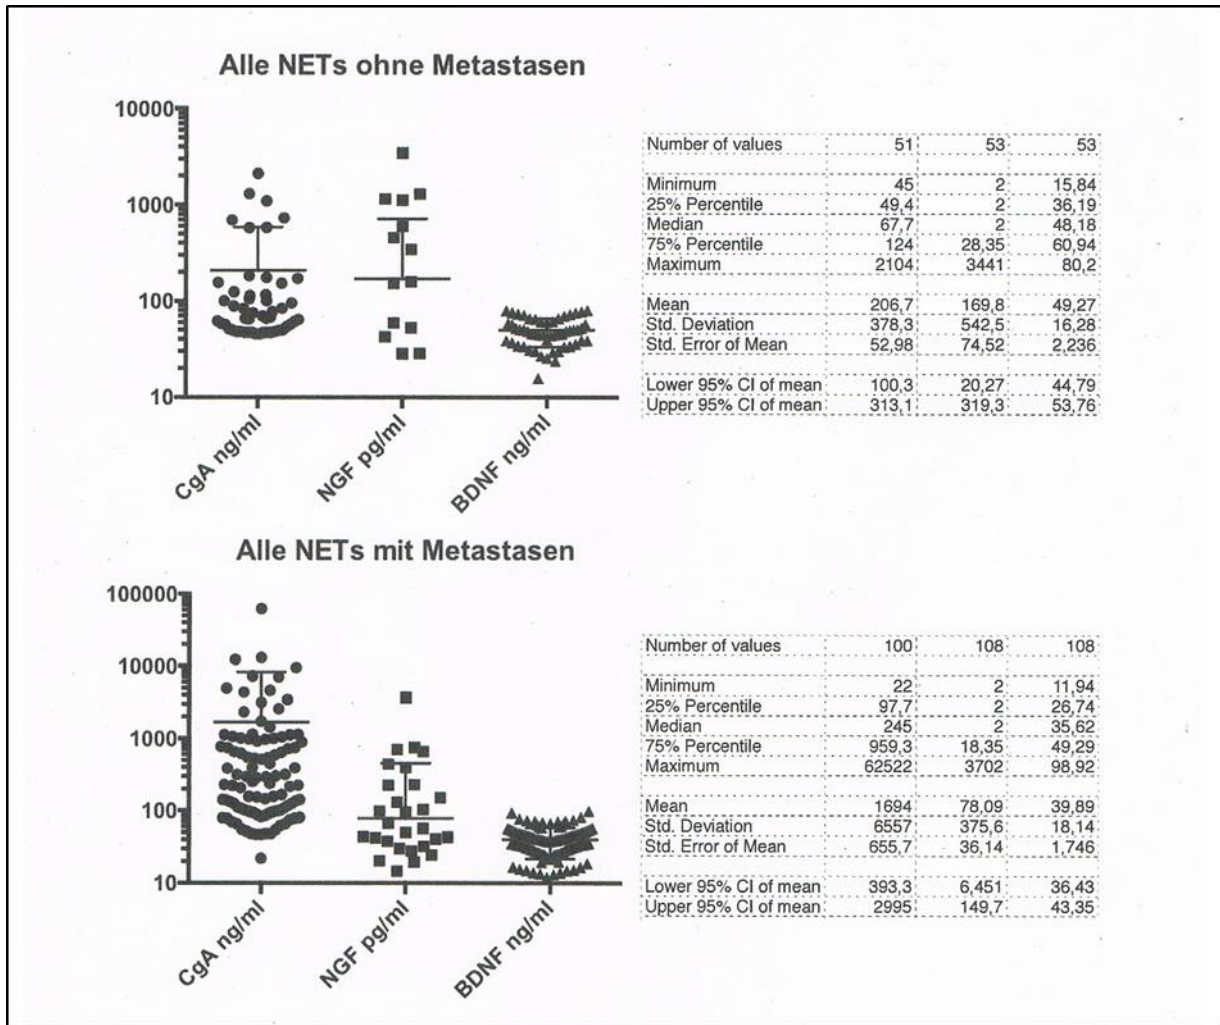 Alle NETs ohne Metastasen
10000
1000
100
10
CgA ng/ml
NGF pg/ml
BDNF ng/ml
Number of values 51 53 53
Minimum 45 2 15,84
25% Percentile 49,4 2 36,19
Median 67,7 2 48,18
75% Percentile 124 28,35 60,94
Maximum 2104 3441 80,2
Mean 206,7 169,8 49,27
Std. Deviation 378,3 542,5 16,28
Std. Error of Mean 52,98 74,52 2,236
Lower 95% CI of mean 100,3 20,27 44,79
Upper 95% CI of mean 313,1 319,3 53,76
Alle NETs mit Metastasen
100000
10000
1000
100
10
CgA ng/ml
NGF pg/ml
BDNF ng/ml
Number of values 100 108 108
Minimum 22 2 11,94
25% Percentile 97,7 2 26,74
Median 245 2 35,62
75% Percentile 959,3 18,35 49,29
Maximum 62522 3702 98,92
Mean 1694 78,09 39,89
Std. Deviation 6557 375,6 18,14
Std. Error of Mean 655,7 36,14 1,746
Lower 95% CI of mean 393,3 6,451 36,43
Upper 95% CI of mean 2995 149,7 43,35